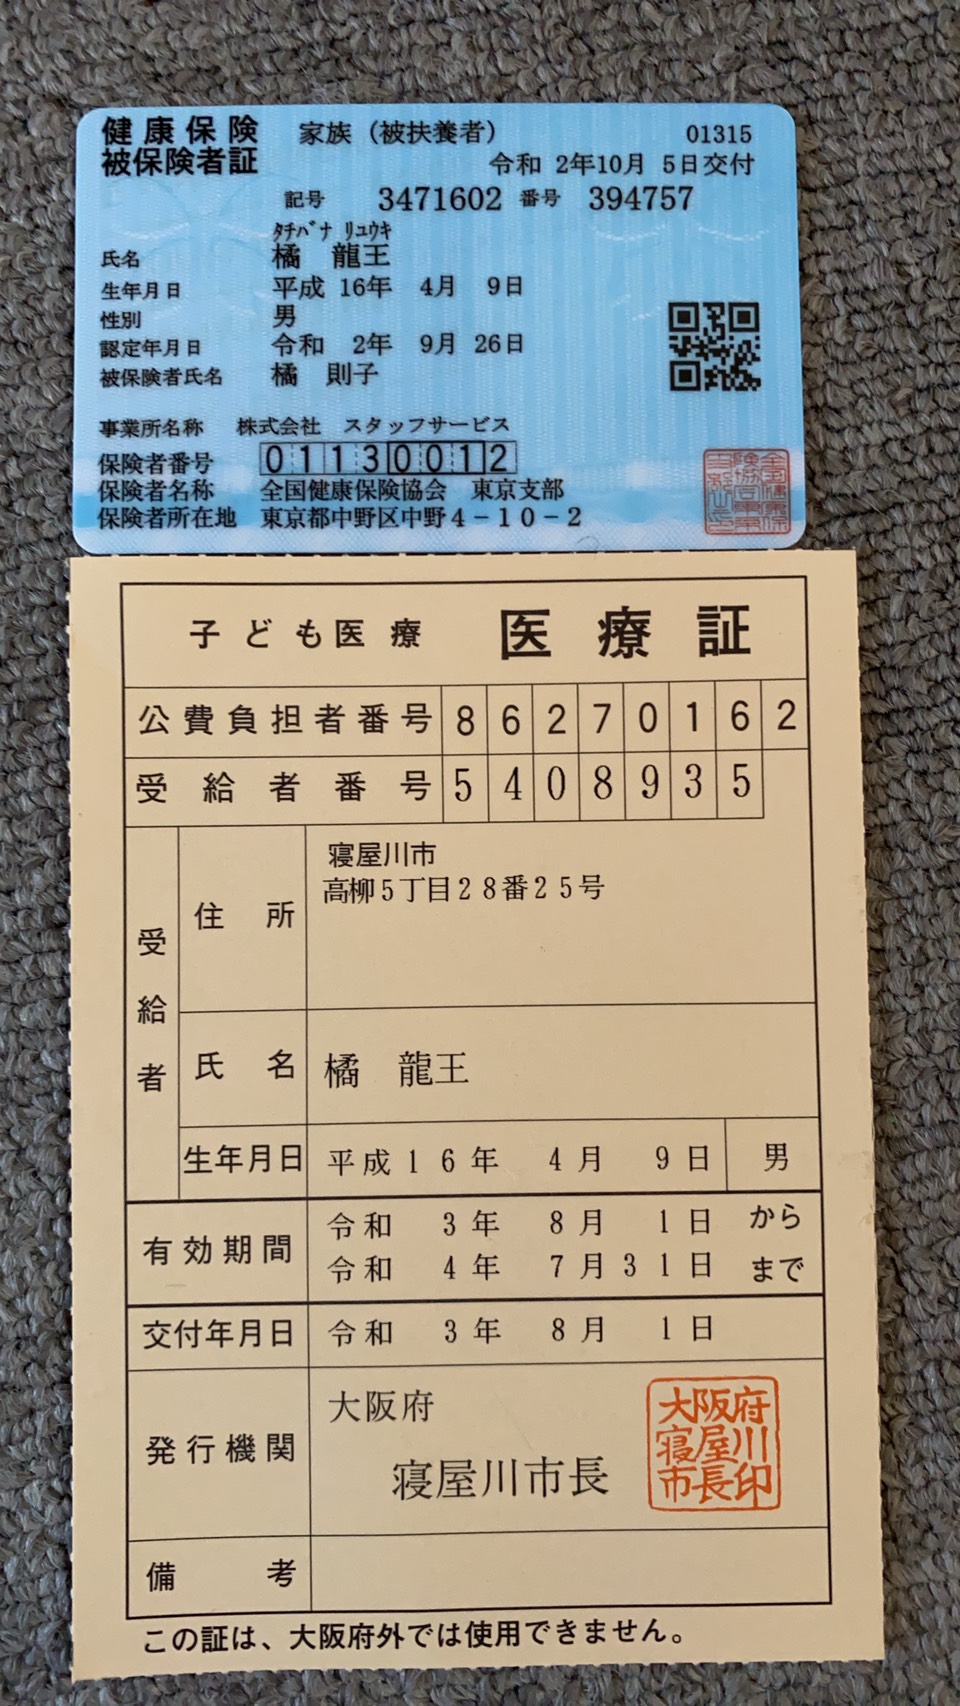 健康保険 家族（被扶養者） 01315
被保険者証 令和 2年10月 5日交付
記号 3471602 番号 394757
ﾀﾁﾊﾞﾅ ﾘﾕｳｷ
氏名 橘 龍王
生年月日 平成 16年 4月 9日
性別 男
認定年月日 令和 2年 9月 26日
被保険者氏名 橘 則子
事業所名称 株式会社 スタッフサービス
保険者番号 01130012
保険者名称 全国健康保険協会 東京支部
保険者所在地 東京都中野区中野4-10-2
子ども医療 医療証
公費負担者番号 86270162
受給者番号 5408935
受給者
住所 寝屋川市
高柳5丁目28番25号
氏名 橘 龍王
生年月日 平成16年 4月 9日 男
有効期間 令和 3年 8月 1日 から
令和 4年 7月31日 まで
交付年月日 令和 3年 8月 1日
発行機関 大阪府
寝屋川市長
大阪府
寝屋川
市長印
備考
この証は、大阪府外では使用できません。